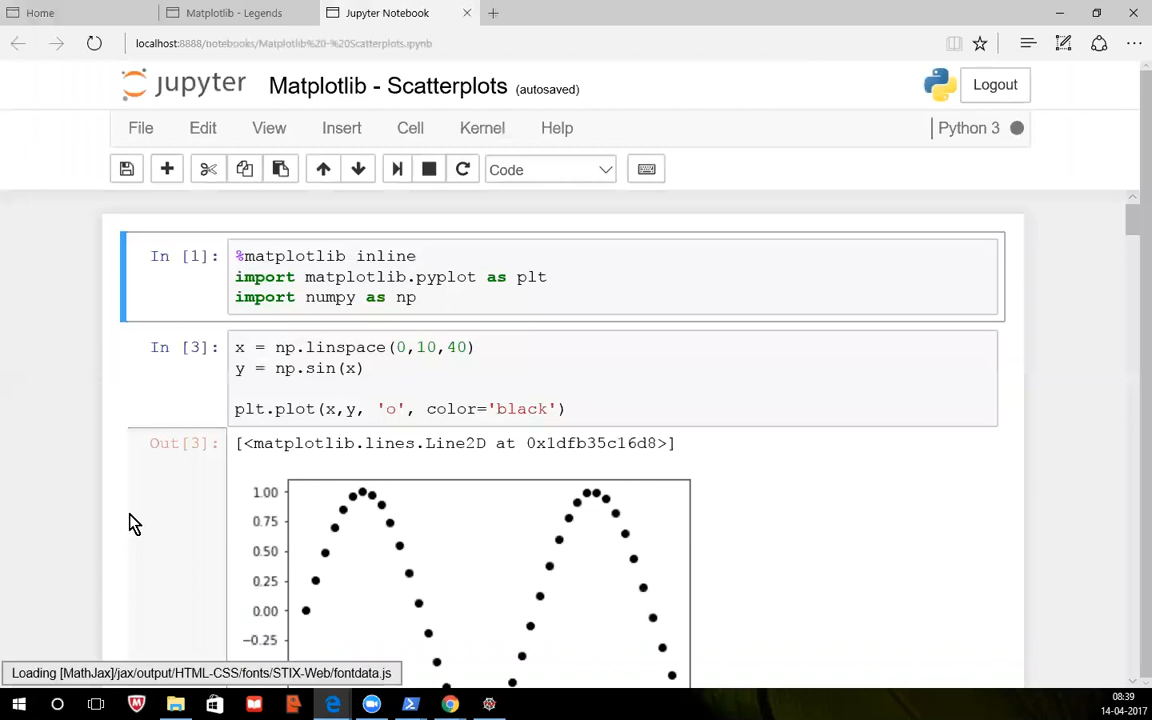 Home
Matplotlib - Legends
Jupyter Notebook
localhost:8888/notebooks/Matplotlib%20-%20Scatterplots.ipynb
jupyter Matplotlib - Scatterplots (autosaved)
Logout
File Edit View Insert Cell Kernel Help
Python 3
Code
In [1]: %matplotlib inline
import matplotlib.pyplot as plt
import numpy as np
In [3]: x = np.linspace(0,10,40)
y = np.sin(x)
plt.plot(x,y, 'o', color='black')
Out[3]: [<matplotlib.lines.Line2D at 0x1dfb35c16d8>]
1.00
0.75
0.50
0.25
0.00
−0.25
Loading [MathJax]/jax/output/HTML-CSS/fonts/STIX-Web/fontdata.js
08:39
14-04-2017